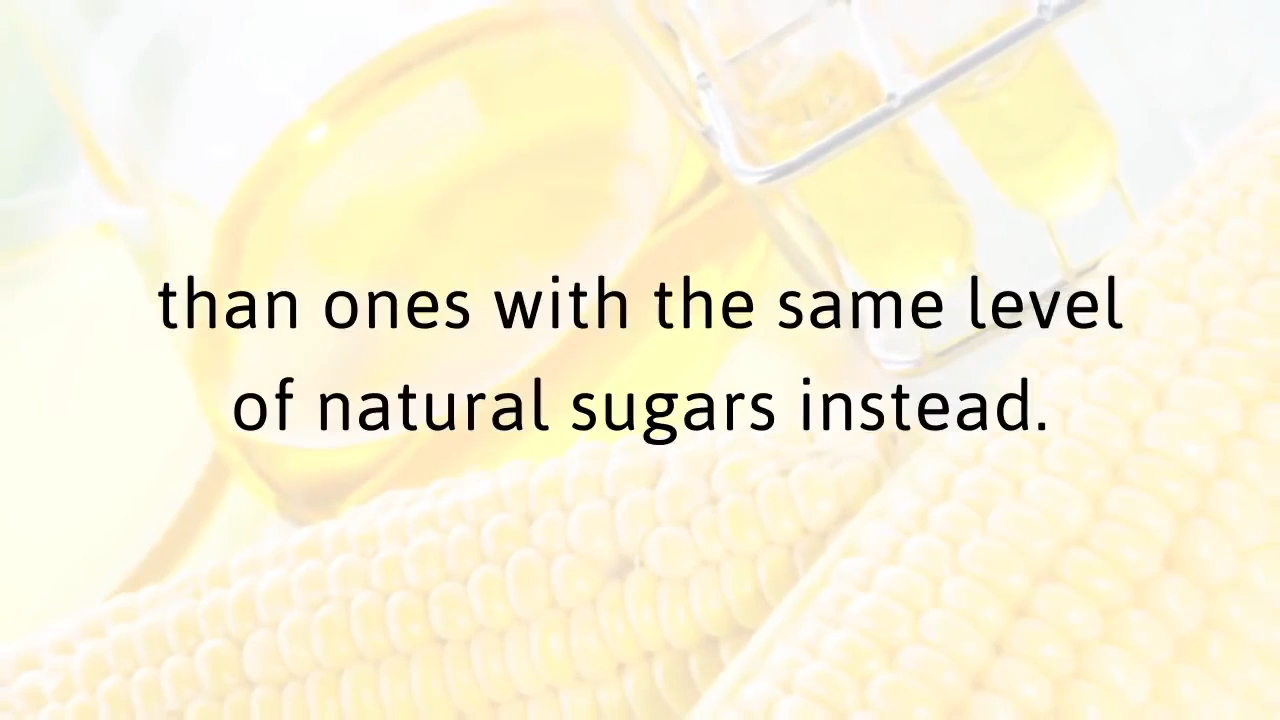 than ones with the same level
of natural sugars instead.